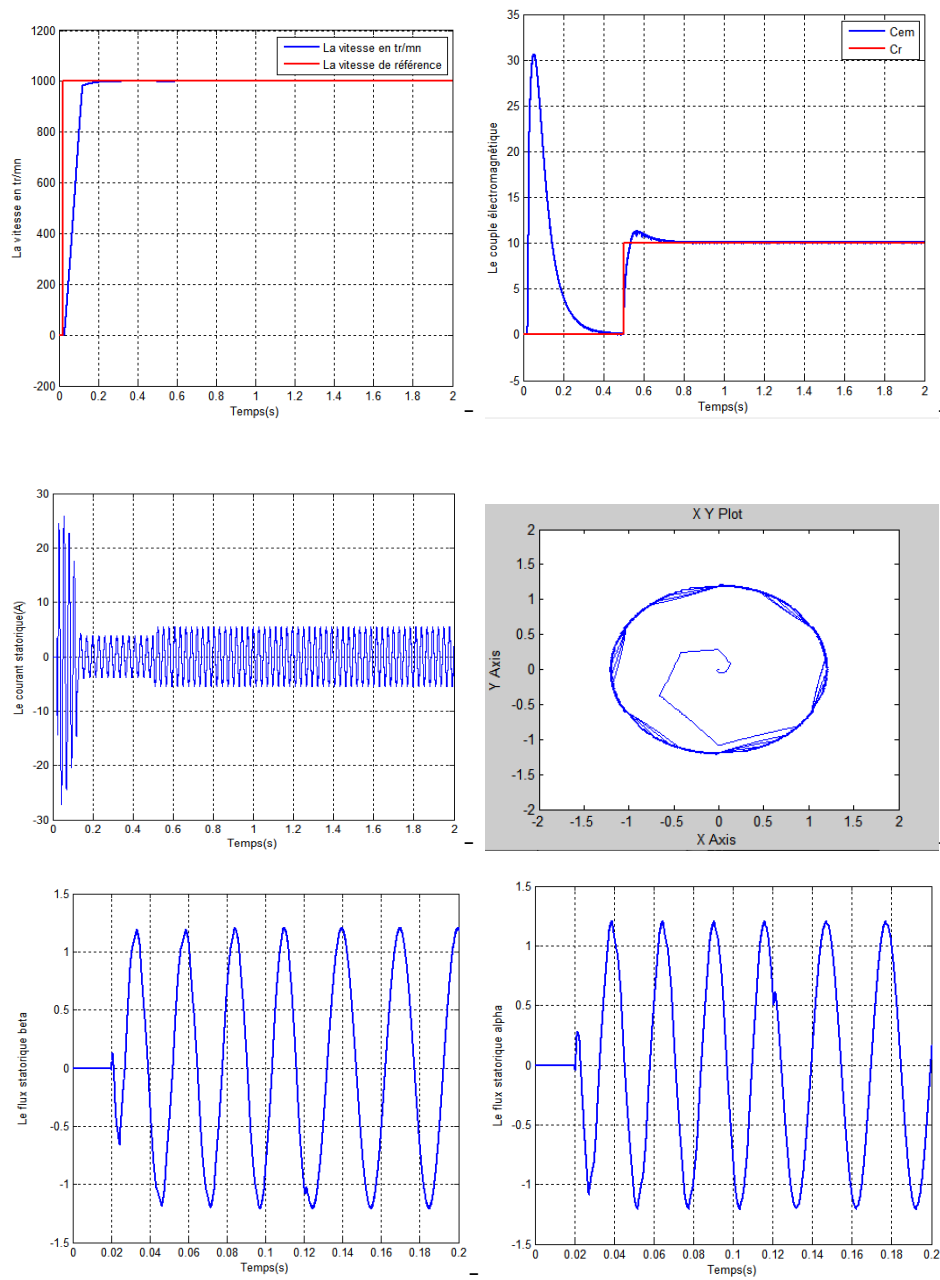 1200
1000
800
600
400
200
0
-200
La vitesse en tr/mn
La vitesse en tr/mn
La vitesse de référence
0 0.2 0.4 0.6 0.8 1 1.2 1.4 1.6 1.8 2
Temps(s)
35
30
25
20
15
10
5
0
-5
Le couple électromagnétique
Cem
Cr
0 0.2 0.4 0.6 0.8 1 1.2 1.4 1.6 1.8 2
Temps(s)
30
20
10
0
-10
-20
-30
Le courant statorique(A)
0 0.2 0.4 0.6 0.8 1 1.2 1.4 1.6 1.8 2
Temps(s)
X Y Plot
2
1.5
1
0.5
0
-0.5
-1
-1.5
-2
Y Axis
-2 -1.5 -1 -0.5 0 0.5 1 1.5 2
X Axis
1.5
1
0.5
0
-0.5
-1
-1.5
Le flux statorique beta
0 0.02 0.04 0.06 0.08 0.1 0.12 0.14 0.16 0.18 0.2
Temps(s)
1.5
1
0.5
0
-0.5
-1
-1.5
Le flux statorique alpha
0 0.02 0.04 0.06 0.08 0.1 0.12 0.14 0.16 0.18 0.2
Temps(s)